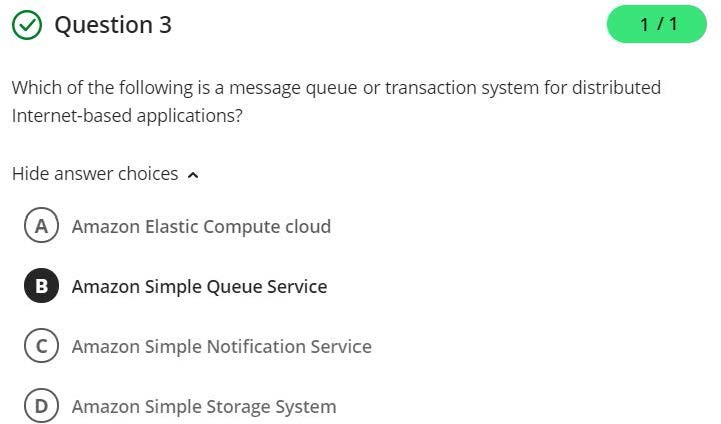 Question 3
1 / 1
Which of the following is a message queue or transaction system for distributed
Internet-based applications?
Hide answer choices
A Amazon Elastic Compute cloud
B Amazon Simple Queue Service
C Amazon Simple Notification Service
D Amazon Simple Storage System